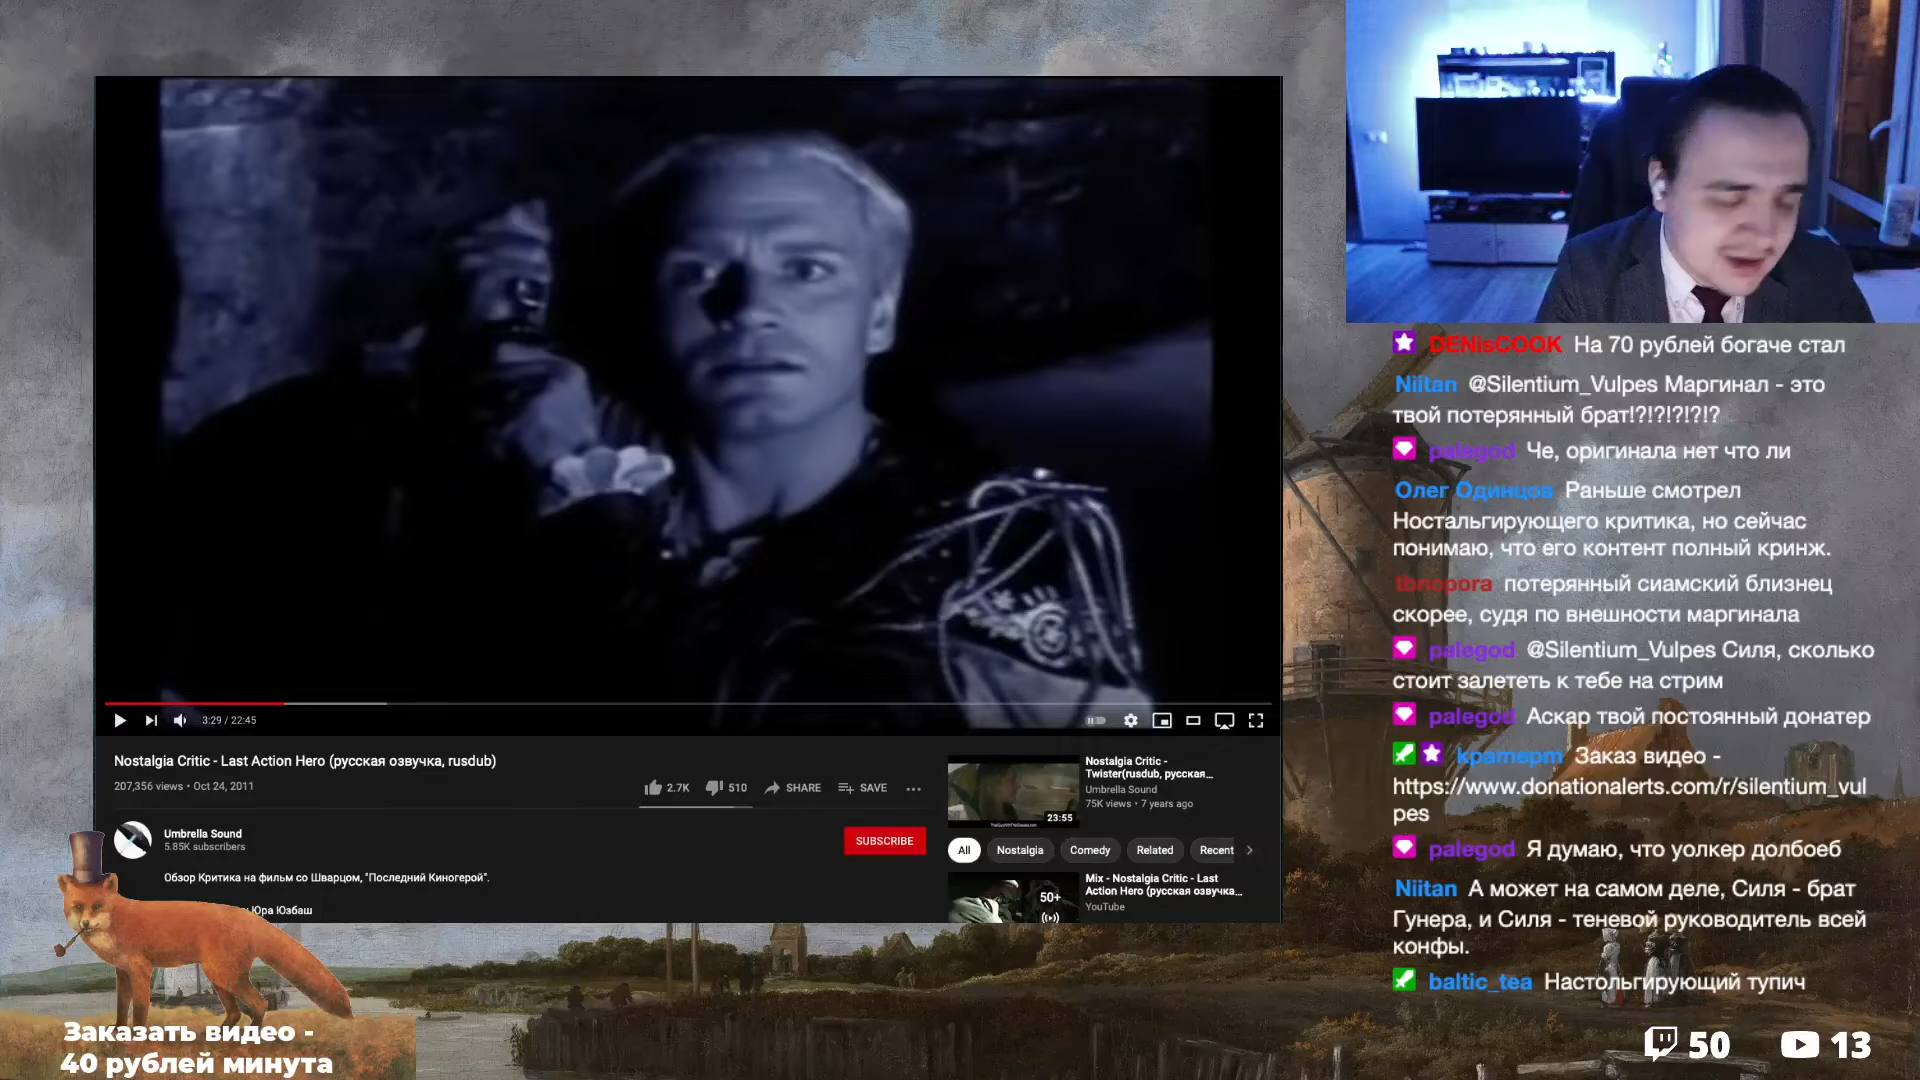 3:29 / 22:45
Nostalgia Critic - Last Action Hero (русская озвучка, rusdub)
207,356 views • Oct 24, 2011
2.7K
510
SHARE
SAVE
Umbrella Sound
5.85K subscribers
SUBSCRIBE
Обзор Критика на фильм со Шварцом, "Последний Киногерой".
Юра Юзбаш
Nostalgia Critic -
Twister(rusdub, русская...
Umbrella Sound
75K views • 7 years ago
23:55
All
Nostalgia
Comedy
Related
Recent
Mix - Nostalgia Critic - Last
Action Hero (русская озвучка...
YouTube
50+
Заказать видео -
40 рублей минута
DENisCOOK На 70 рублей богаче стал
Niitan @Silentium_Vulpes Маргинал - это
твой потерянный брат!?!?!?!?!?
palegod Че, оригинала нет что ли
Олег Одинцов Раньше смотрел
Ностальгирующего критика, но сейчас
понимаю, что его контент полный кринж.
tbnopora потерянный сиамский близнец
скорее, судя по внешности маргинала
palegod @Silentium_Vulpes Силя, сколько
стоит залететь к тебе на стрим
palegod Аскар твой постоянный донатер
kpamepm Заказ видео -
https://www.donationalerts.com/r/silentium_vul
pes
palegod Я думаю, что уолкер долбоеб
Niitan А может на самом деле, Силя - брат
Гунера, и Силя - теневой руководитель всей
конфы.
baltic_tea Настольгирующий тупич
50
13